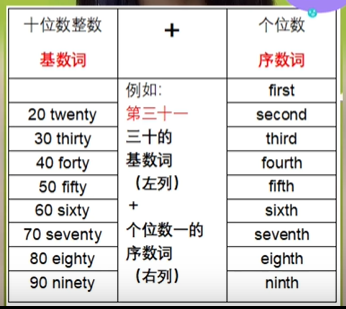 十位数整数
基数词
+
个位数
序数词
20 twenty
30 thirty
40 forty
50 fifty
60 sixty
70 seventy
80 eighty
90 ninety
例如:
第三十一
三十的
基数词
（左列）
+
个位数一的
序数词
（右列）
first
second
third
fourth
fifth
sixth
seventh
eighth
ninth